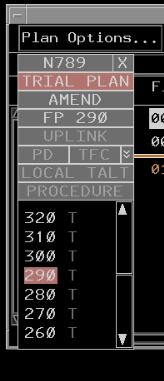 Plan Options...
N789 X
TRIAL PLAN
AMEND
FP 290
UPLINK
PD TFC
LOCAL TALT
PROCEDURE
320 T
310 T
300 T
290 T
280 T
270 T
260 T
F